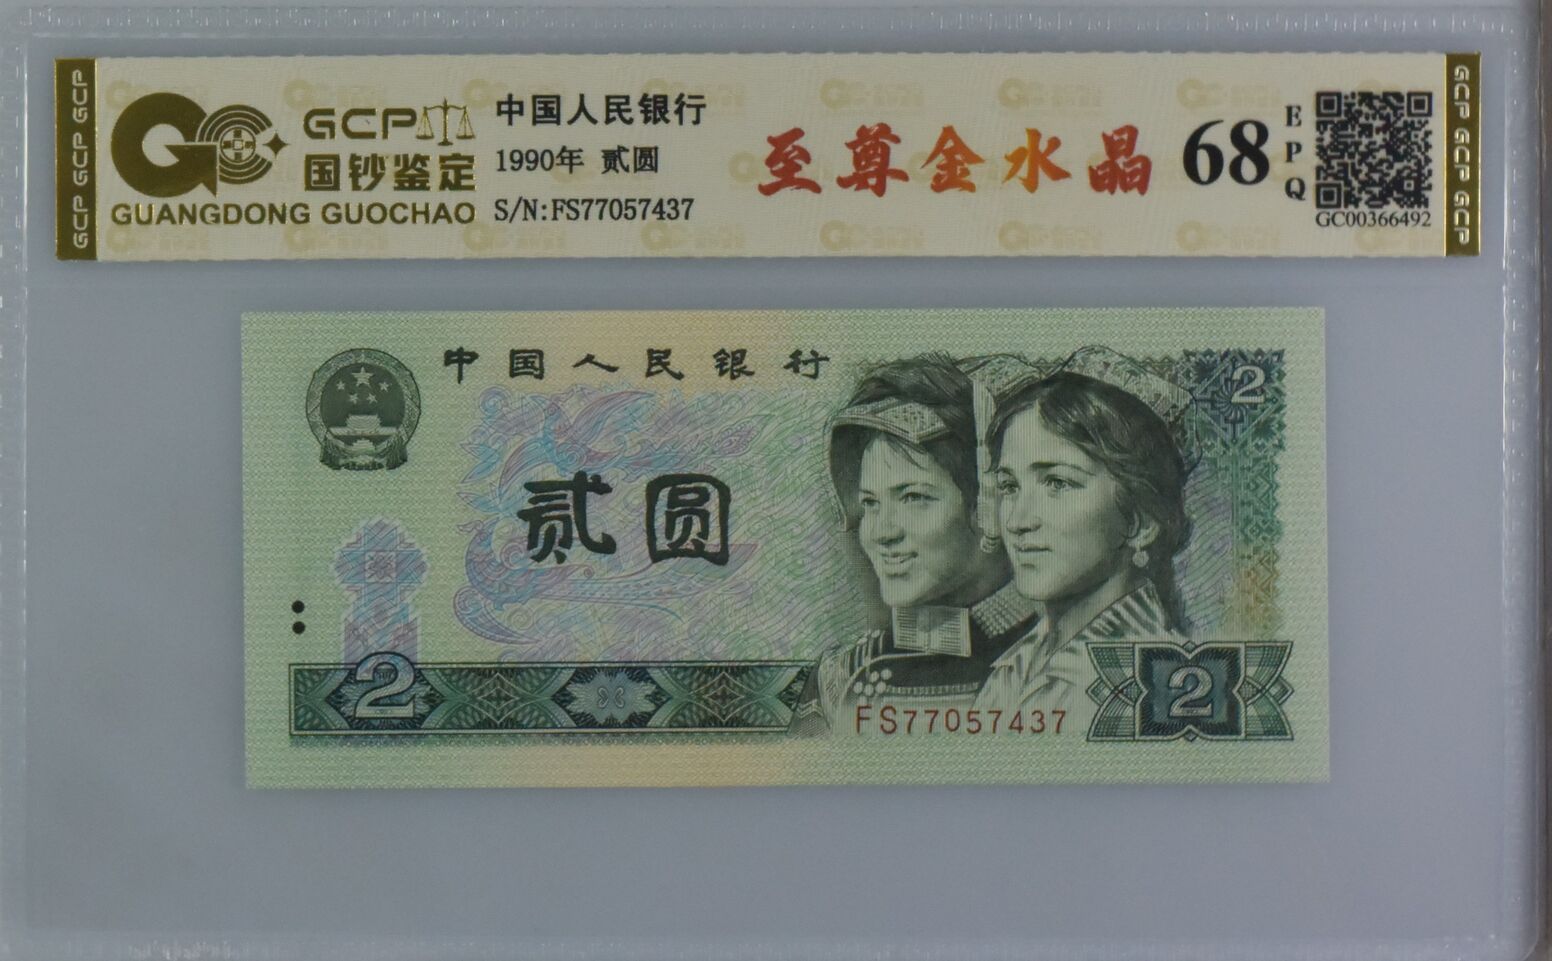 GCP GCP GCP
GCP
国钞鉴定
GUANGDONG GUOCHAO
中国人民银行
1990年 贰圆
S/N:FS77057437
至尊金水晶
68
EPQ
GC00366492
GCP GCP GCP
中国人民银行
2
贰圆
2
FS77057437
2